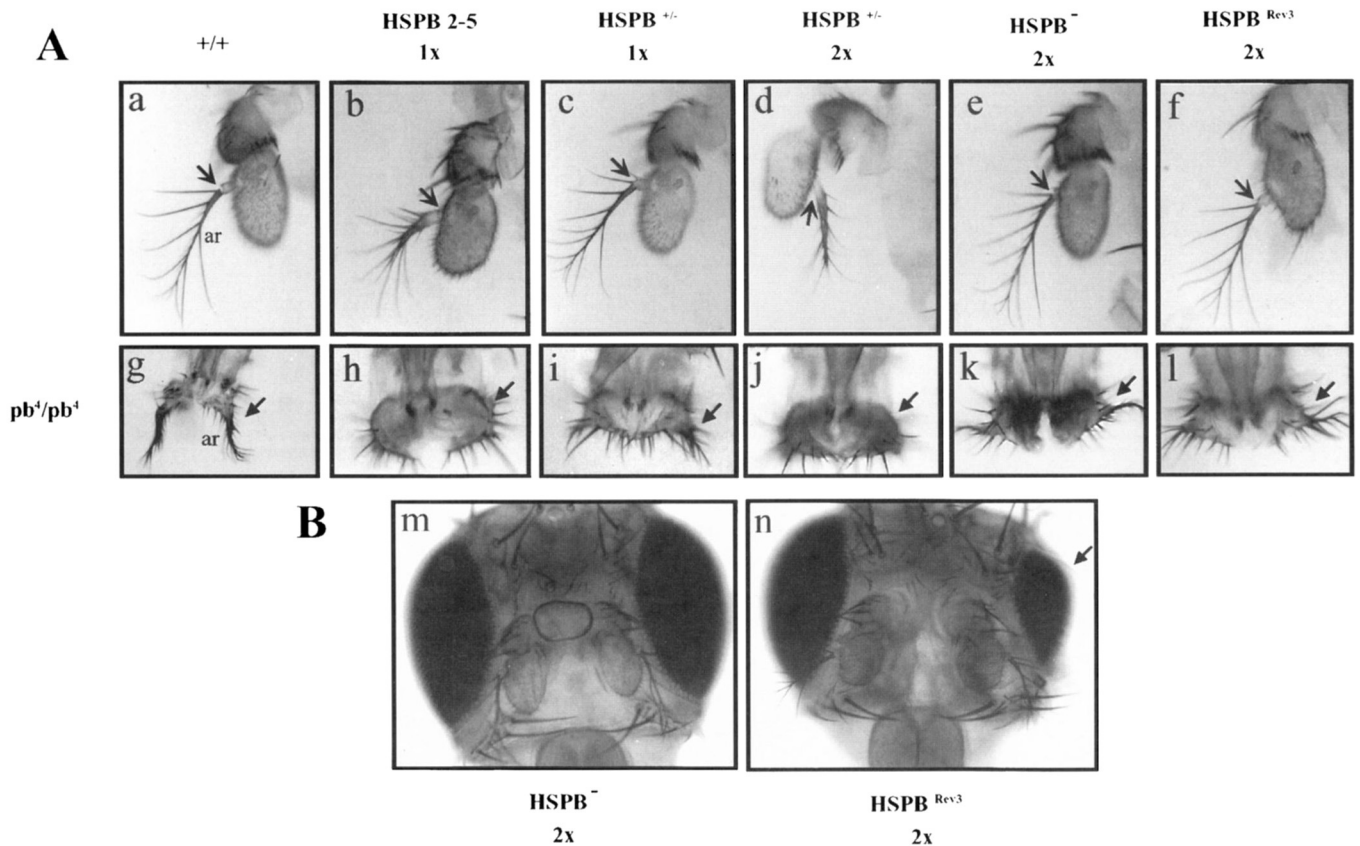 A
+/+
HSPB 2-5
1x
HSPB +/-
1x
HSPB +/-
2x
HSPB -
2x
HSPB Rev3
2x
a
ar
b
c
d
e
f
pb4/pb4
g
ar
h
i
j
k
l
B
m
n
HSPB -
2x
HSPB Rev3
2x